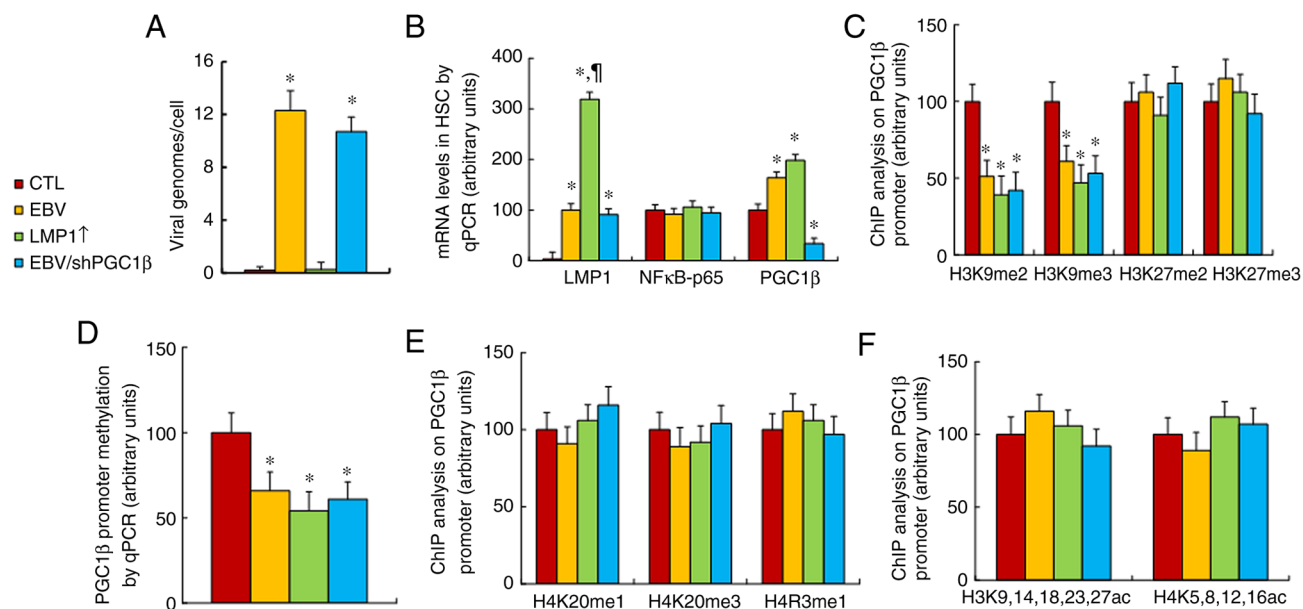 CTL
EBV
LMP1↑
EBV/shPGC1β
A
Viral genomes/cell
16
12
8
4
0
*
*
B
mRNA levels in HSC by
qPCR (arbitrary units)
400
300
200
100
0
*
*,¶
*
*
*
*
LMP1
NFκB-p65
PGC1β
C
ChIP analysis on PGC1β
promoter (arbitrary units)
150
100
50
0
*
*
*
*
*
*
H3K9me2
H3K9me3
H3K27me2
H3K27me3
D
PGC1β promoter methylation
by qPCR (arbitrary units)
150
100
50
0
*
*
*
E
ChIP analysis on PGC1β
promoter (arbitrary units)
150
100
50
0
H4K20me1
H4K20me3
H4R3me1
F
ChIP analysis on PGC1β
promoter (arbitrary units)
150
100
50
0
H3K9,14,18,23,27ac
H4K5,8,12,16ac